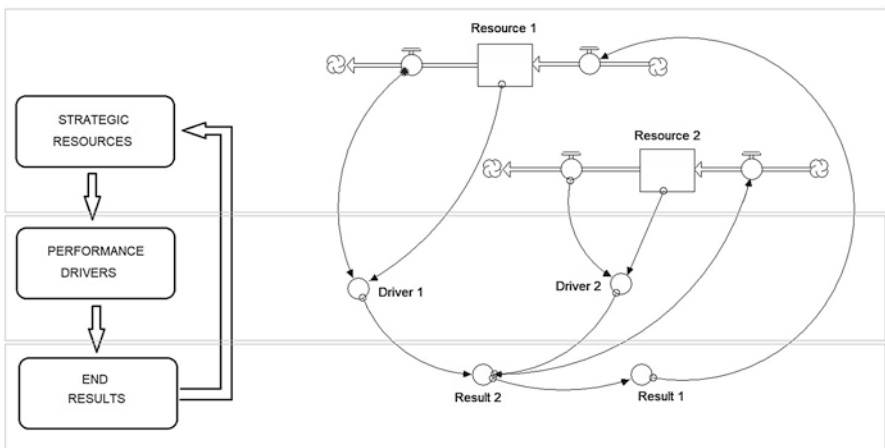 STRATEGIC
RESOURCES
PERFORMANCE
DRIVERS
END
RESULTS
Resource 1
Resource 2
Driver 1
Driver 2
Result 2
Result 1